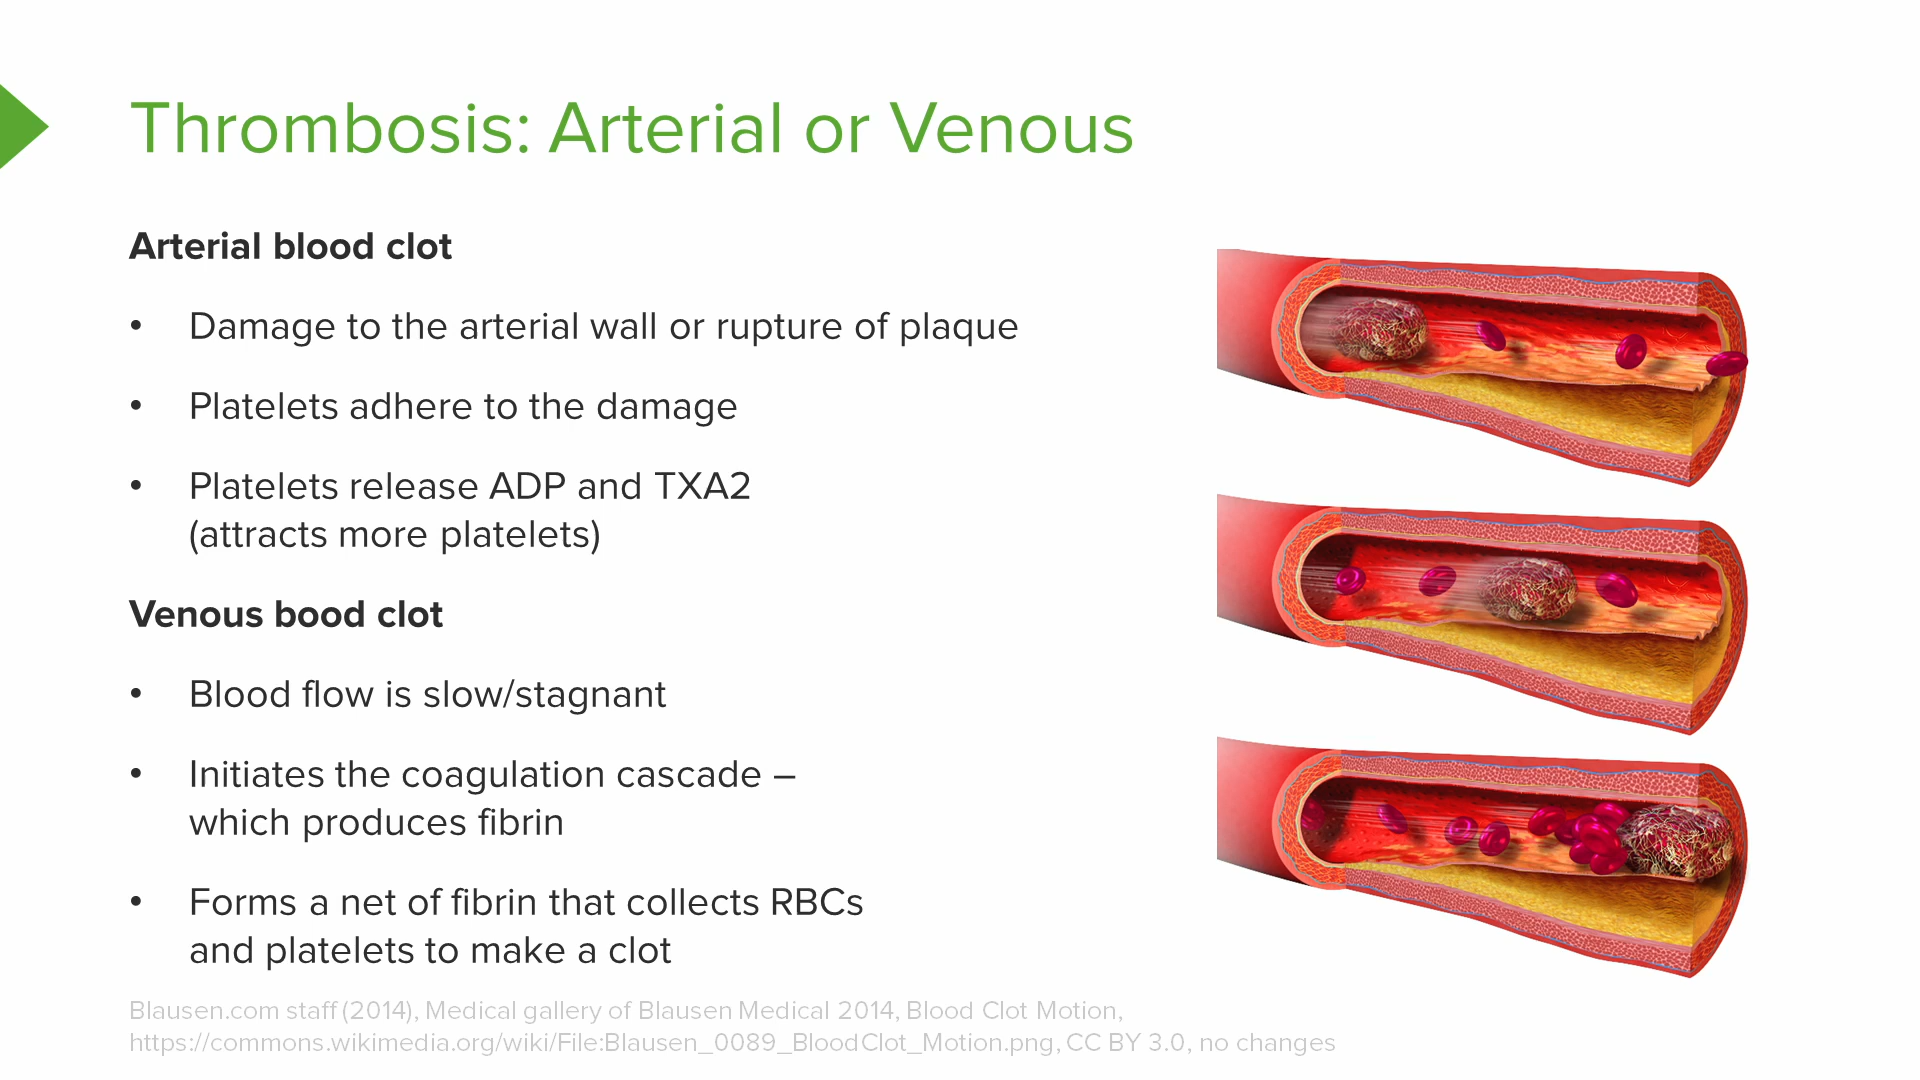 Thrombosis: Arterial or Venous
Arterial blood clot
• Damage to the arterial wall or rupture of plaque
• Platelets adhere to the damage
• Platelets release ADP and TXA2
(attracts more platelets)
Venous bood clot
• Blood flow is slow/stagnant
• Initiates the coagulation cascade –
which produces fibrin
• Forms a net of fibrin that collects RBCs
and platelets to make a clot
Blausen.com staff (2014), Medical gallery of Blausen Medical 2014, Blood Clot Motion,
https://commons.wikimedia.org/wiki/File:Blausen_0089_BloodClot_Motion.png, CC BY 3.0, no changes